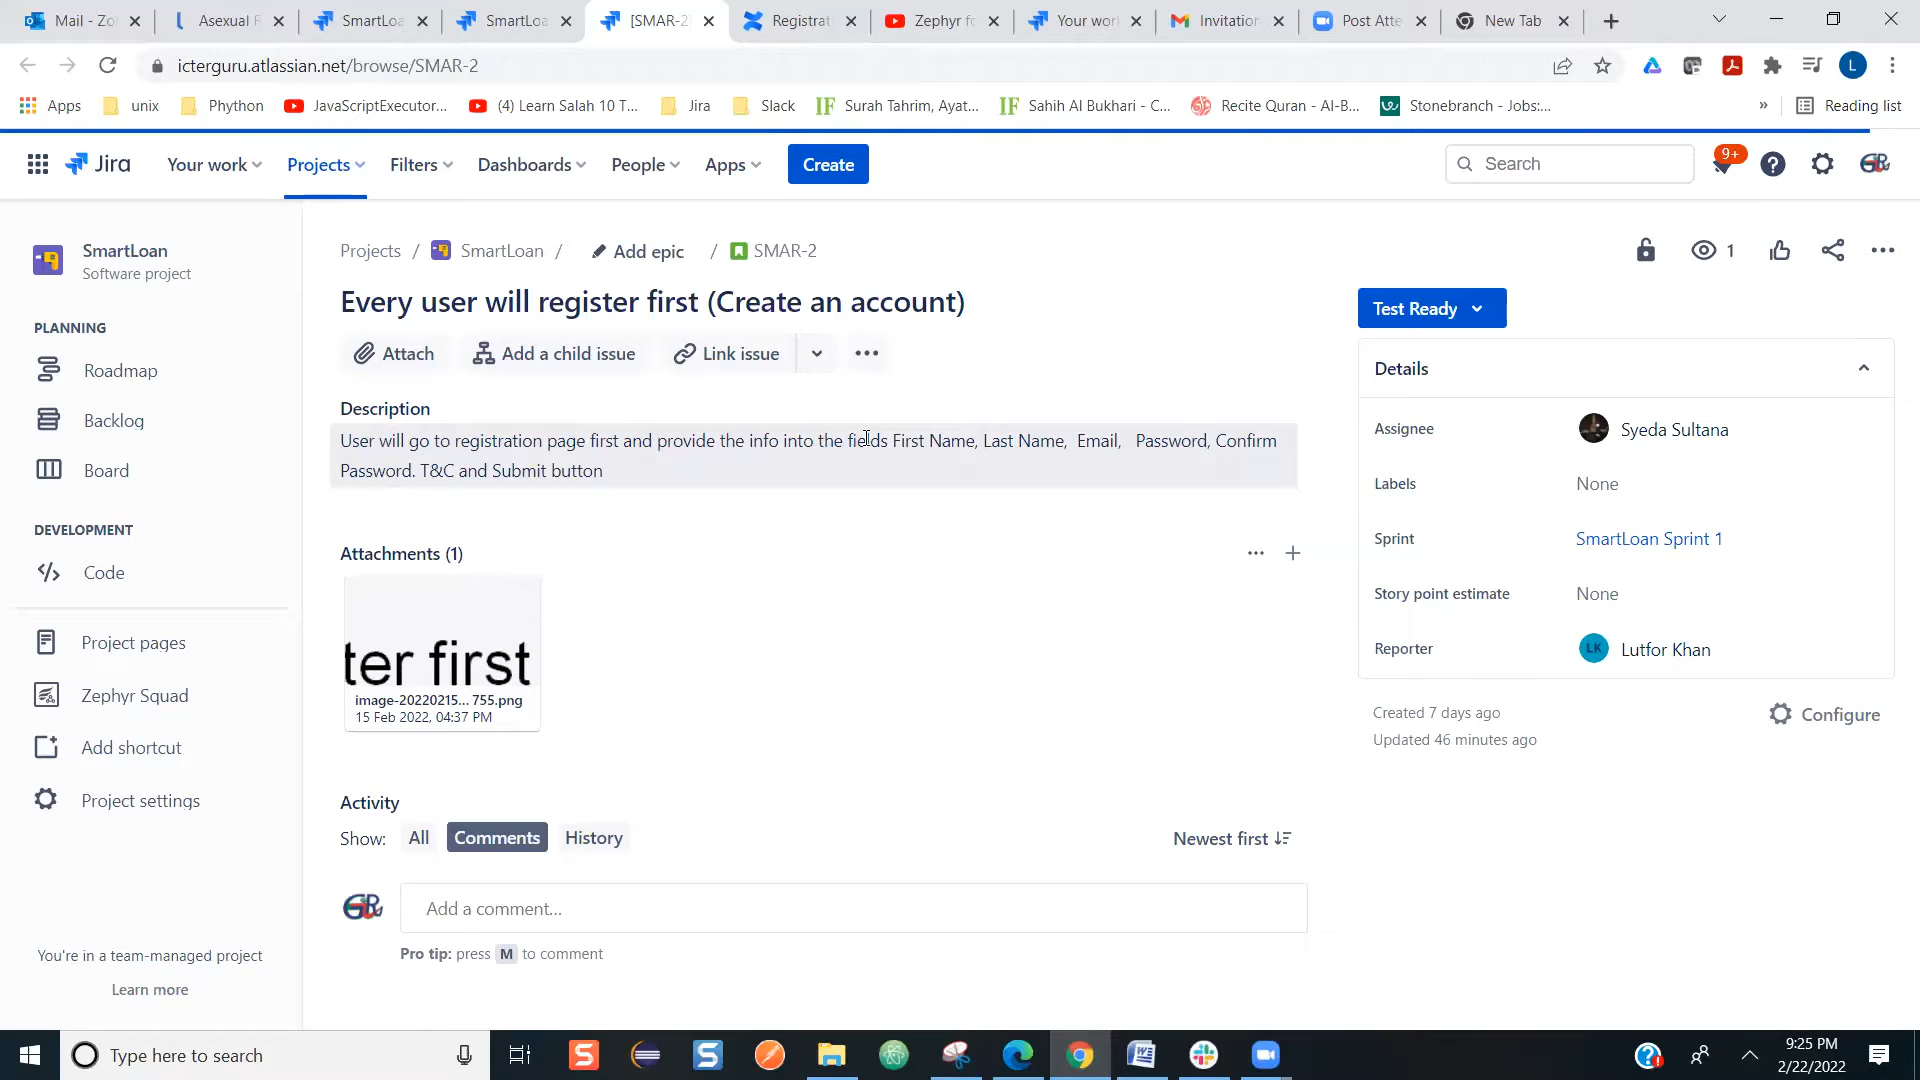 Mail - Zo
Asexual R
SmartLoa
SmartLoa
[SMAR-2
Registrat
Zephyr fo
Your wor
Invitation
Post Atte
New Tab
icterguru.atlassian.net/browse/SMAR-2
L
Apps
unix
Phython
JavaScriptExecutor...
(4) Learn Salah 10 T...
Jira
Slack
IF Surah Tahrim, Ayat...
IF Sahih Al Bukhari - C...
Recite Quran - Al-B...
Stonebranch - Jobs:...
»
Reading list
Jira
Your work
Projects
Filters
Dashboards
People
Apps
Create
Search
9+
SmartLoan
Software project
PLANNING
Roadmap
Backlog
Board
DEVELOPMENT
Code
Project pages
Zephyr Squad
Add shortcut
Project settings
You're in a team-managed project
Learn more
Projects / SmartLoan / Add epic / SMAR-2
1
Every user will register first (Create an account)
Attach
Add a child issue
Link issue
Description
User will go to registration page first and provide the info into the fields First Name, Last Name, Email, Password, Confirm
Password. T&C and Submit button
Attachments (1)
ter first
image-20220215... 755.png
15 Feb 2022, 04:37 PM
Activity
Show: All Comments History
Newest first
Add a comment...
Pro tip: press M to comment
Test Ready
Details
Assignee Syeda Sultana
Labels None
Sprint SmartLoan Sprint 1
Story point estimate None
Reporter LK Lutfor Khan
Created 7 days ago
Updated 46 minutes ago
Configure
Type here to search
9:25 PM
2/22/2022